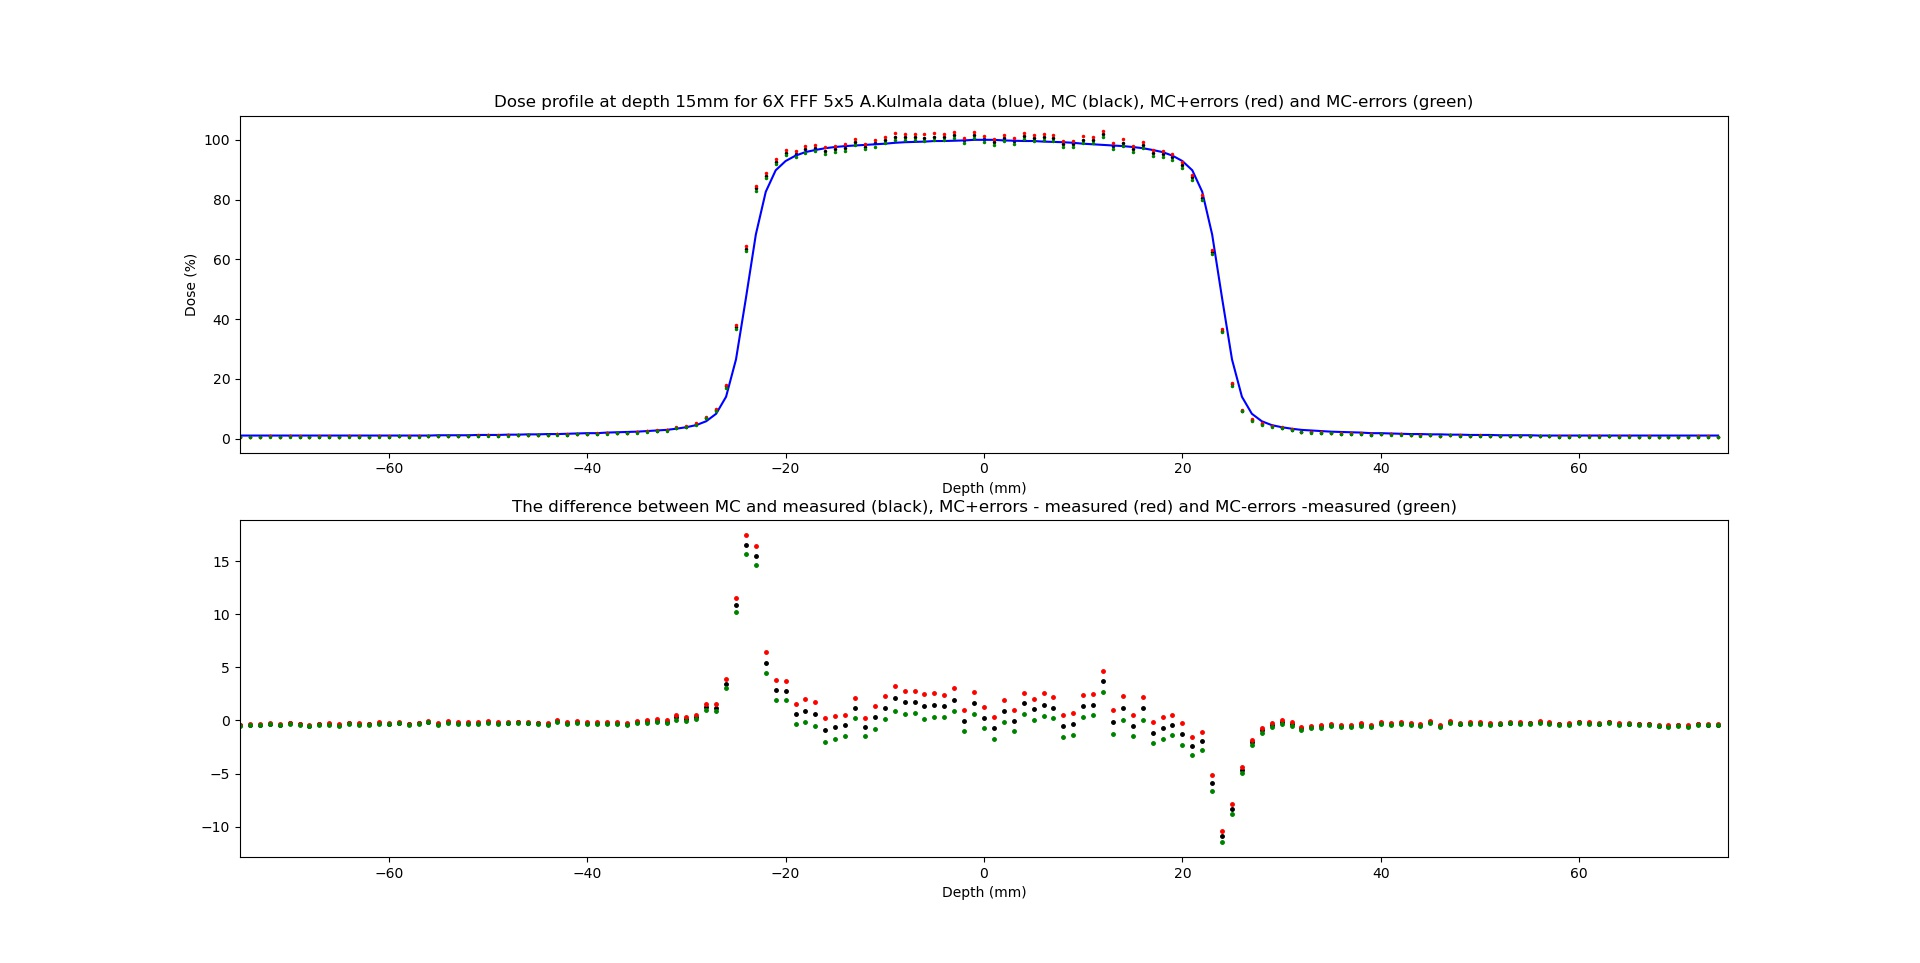 Dose profile at depth 15mm for 6X FFF 5x5 A.Kulmala data (blue), MC (black), MC+errors (red) and MC-errors (green)
100
80
60
40
20
0
Dose (%)
−60 −40 −20 0 20 40 60
Depth (mm)
The difference between MC and measured (black), MC+errors - measured (red) and MC-errors -measured (green)
15
10
5
0
−5
−10
−60 −40 −20 0 20 40 60
Depth (mm)